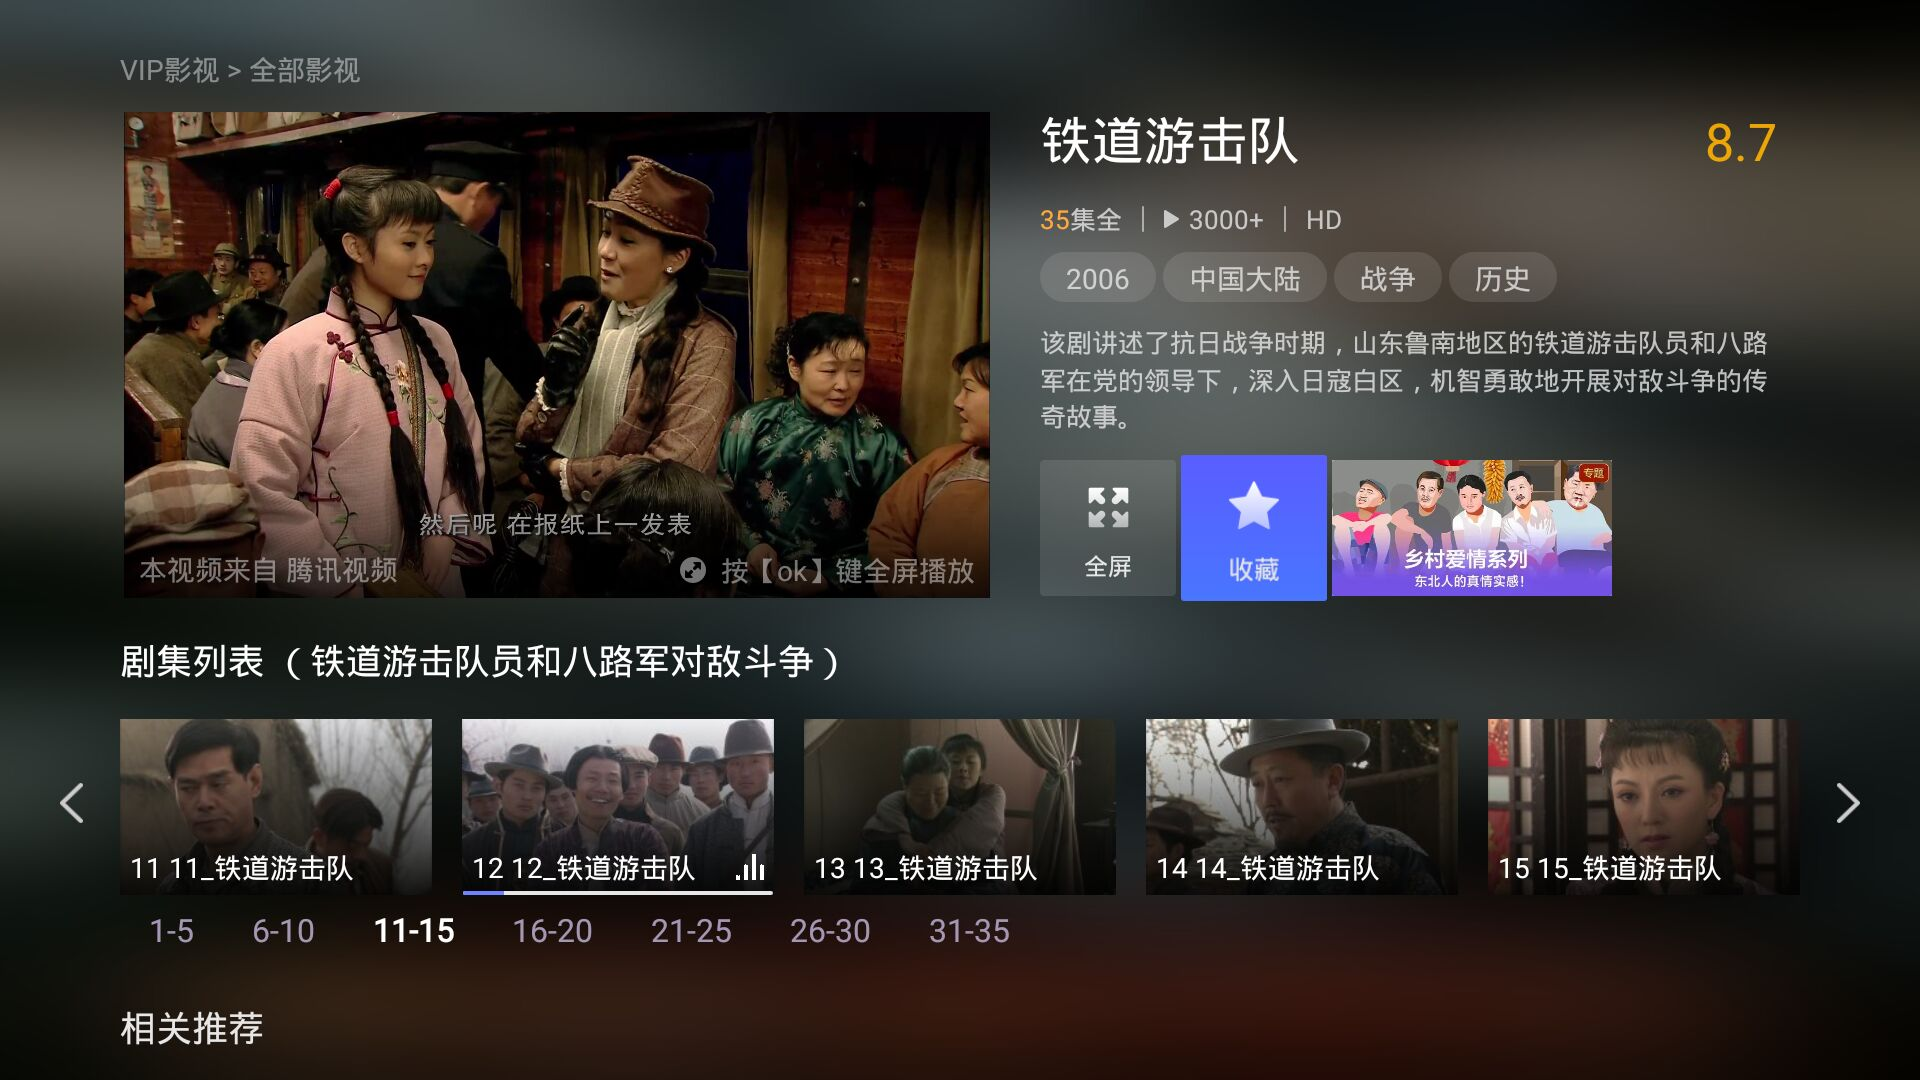 VIP影视 > 全部影视
铁道游击队
8.7
35集全 | 3000+ | HD
2006 中国大陆 战争 历史
该剧讲述了抗日战争时期，山东鲁南地区的铁道游击队员和八路
军在党的领导下，深入日寇白区，机智勇敢地开展对敌斗争的传
奇故事。
然后呢 在报纸上一发表
本视频来自 腾讯视频
按【ok】键全屏播放
全屏
收藏
专题
乡村爱情系列
东北人的真情实感！
剧集列表 （铁道游击队员和八路军对敌斗争）
11 11_铁道游击队
12 12_铁道游击队
13 13_铁道游击队
14 14_铁道游击队
15 15_铁道游击队
1-5 6-10 11-15 16-20 21-25 26-30 31-35
相关推荐